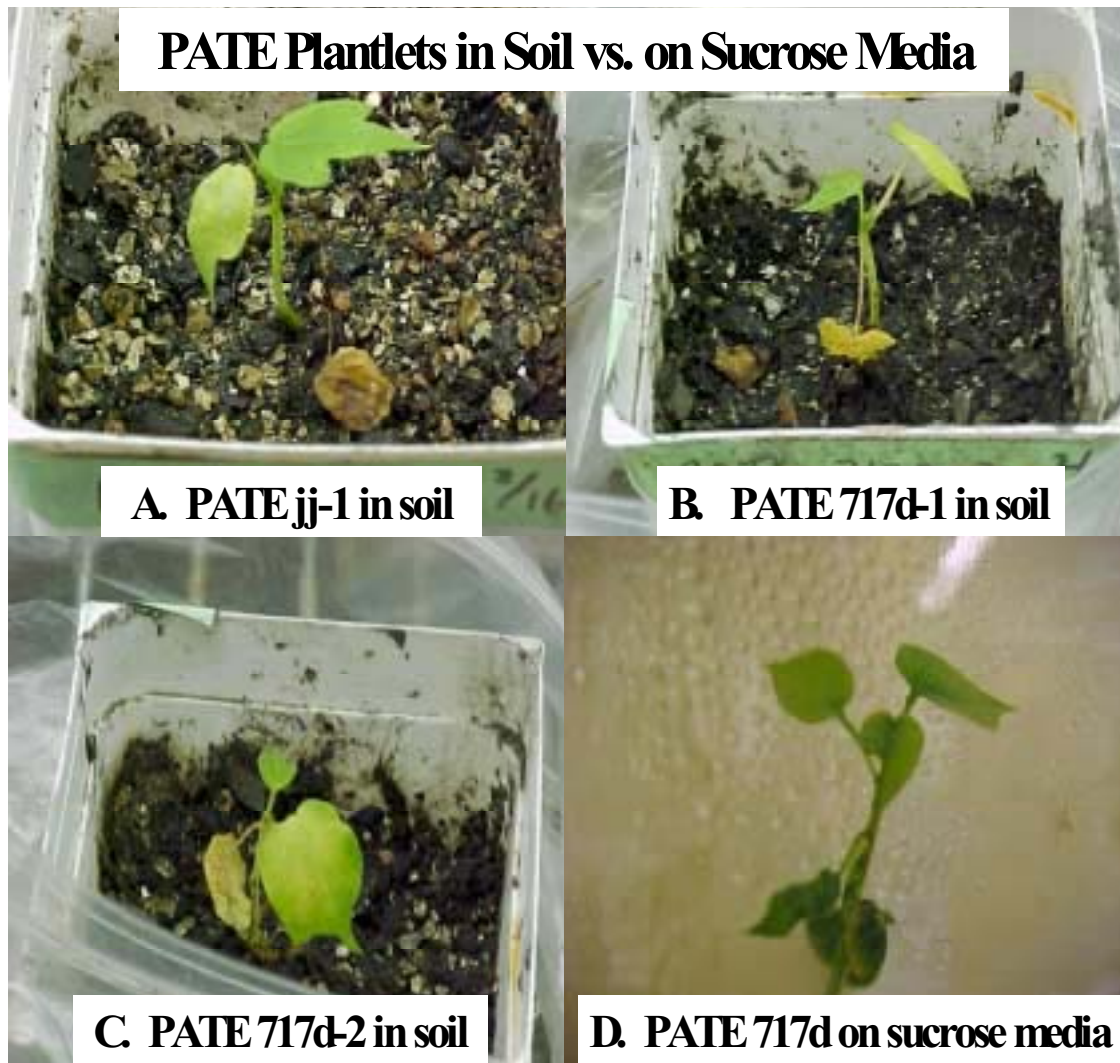 PATE Plantlets in Soil vs. on Sucrose Media
A. PATE jj-1 in soil
B. PATE 717d-1 in soil
C. PATE 717d-2 in soil
D. PATE 717d on sucrose media